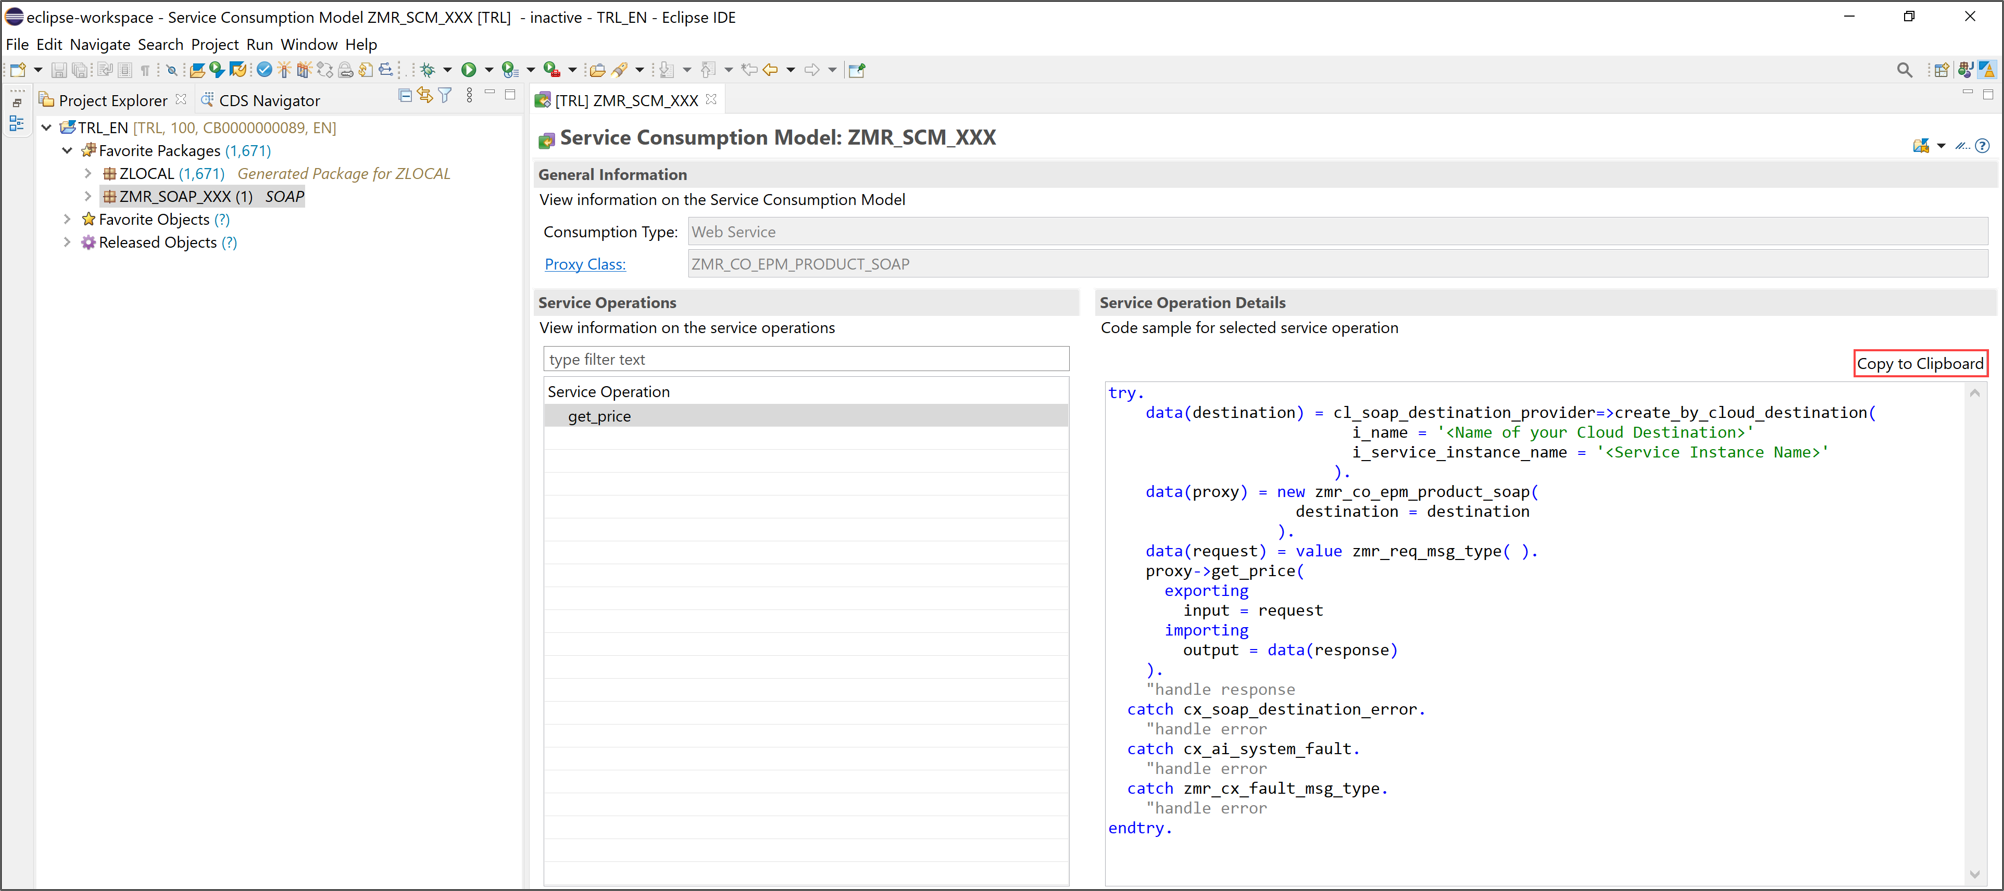 eclipse-workspace - Service Consumption Model ZMR_SCM_XXX [TRL]  - inactive - TRL_EN - Eclipse IDE
File Edit Navigate Search Project Run Window Help
Project Explorer
CDS Navigator
TRL_EN [TRL, 100, CB0000000089, EN]
Favorite Packages (1,671)
ZLOCAL (1,671) Generated Package for ZLOCAL
ZMR_SOAP_XXX (1) SOAP
Favorite Objects (?)
Released Objects (?)
[TRL] ZMR_SCM_XXX
Service Consumption Model: ZMR_SCM_XXX
General Information
View information on the Service Consumption Model
Consumption Type: Web Service
Proxy Class: ZMR_CO_EPM_PRODUCT_SOAP
Service Operations
View information on the service operations
type filter text
Service Operation
get_price
Service Operation Details
Code sample for selected service operation
Copy to Clipboard
try.
data(destination) = cl_soap_destination_provider=>create_by_cloud_destination(
i_name = '<Name of your Cloud Destination>'
i_service_instance_name = '<Service Instance Name>'
).
data(proxy) = new zmr_co_epm_product_soap(
destination = destination
).
data(request) = value zmr_req_msg_type( ).
proxy->get_price(
exporting
input = request
importing
output = data(response)
).
"handle response
catch cx_soap_destination_error.
"handle error
catch cx_ai_system_fault.
"handle error
catch zmr_cx_fault_msg_type.
"handle error
endtry.